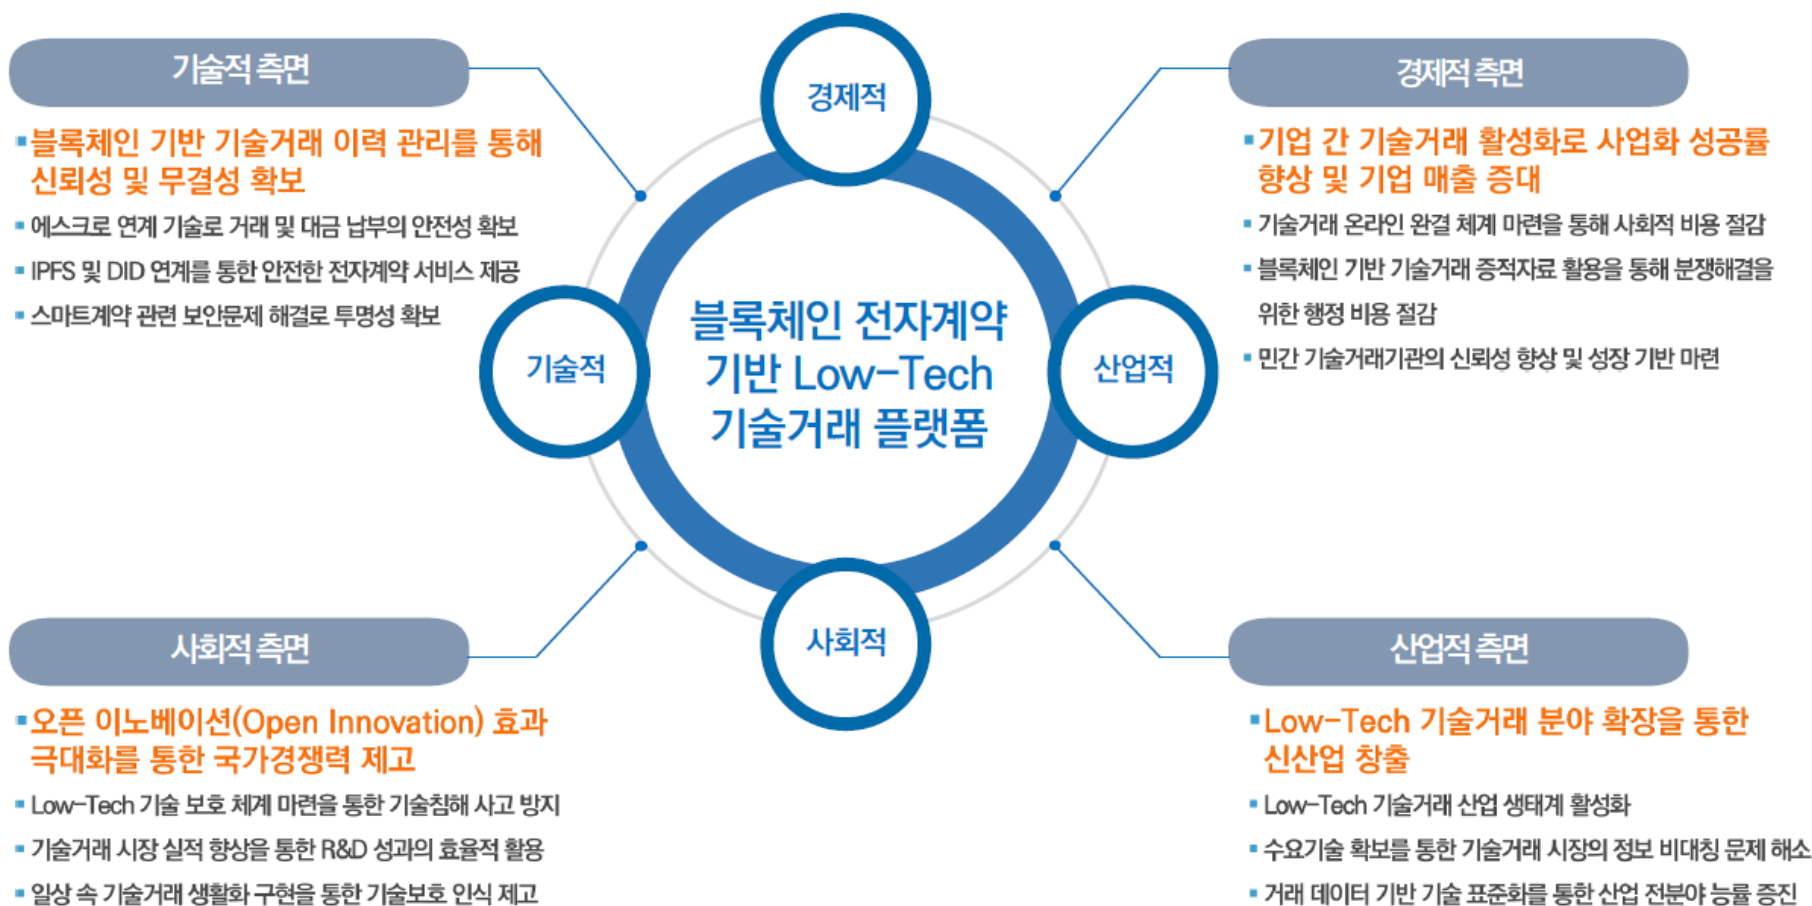 기술적 측면
블록체인 기반 기술거래 이력 관리를 통해
신뢰성 및 무결성 확보
에스크로 연계 기술로 거래 및 대금 납부의 안전성 확보
IPFS 및 DID 연계를 통한 안전한 전자계약 서비스 제공
스마트계약 관련 보안문제 해결로 투명성 확보
경제적
기술적
블록체인 전자계약
기반 Low-Tech
기술거래 플랫폼
산업적
사회적
경제적 측면
기업 간 기술거래 활성화로 사업화 성공률
향상 및 기업 매출 증대
기술거래 온라인 완결 체계 마련을 통해 사회적 비용 절감
블록체인 기반 기술거래 증적자료 활용을 통해 분쟁해결을
위한 행정 비용 절감
민간 기술거래기관의 신뢰성 향상 및 성장 기반 마련
사회적 측면
오픈 이노베이션(Open Innovation) 효과
극대화를 통한 국가경쟁력 제고
Low-Tech 기술 보호 체계 마련을 통한 기술침해 사고 방지
기술거래 시장 실적 향상을 통한 R&D 성과의 효율적 활용
일상 속 기술거래 생활화 구현을 통한 기술보호 인식 제고
산업적 측면
Low-Tech 기술거래 분야 확장을 통한
신산업 창출
Low-Tech 기술거래 산업 생태계 활성화
수요기술 확보를 통한 기술거래 시장의 정보 비대칭 문제 해소
거래 데이터 기반 기술 표준화를 통한 산업 전분야 능률 증진